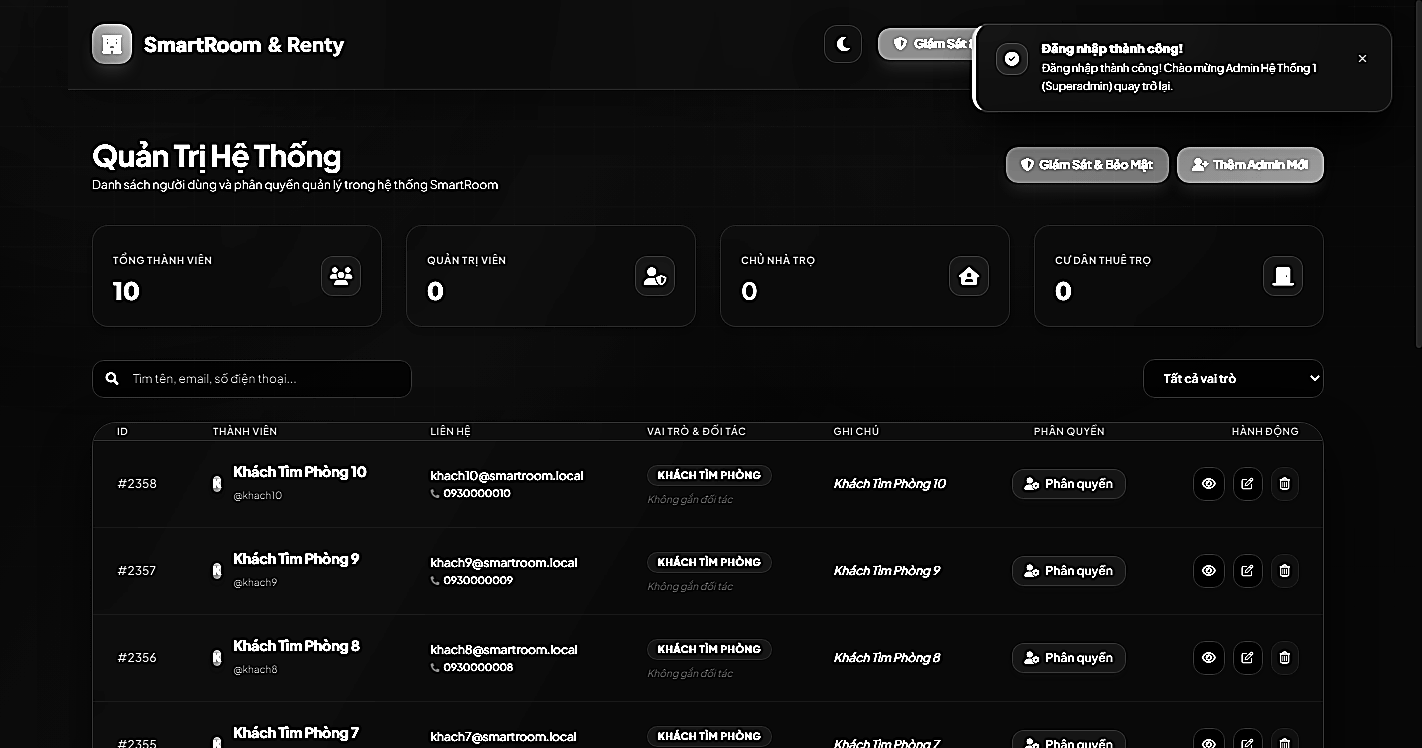 SmartRoom & Renty
Giám Sát &
Đăng nhập thành công!
Đăng nhập thành công! Chào mừng Admin Hệ Thống 1
(Superadmin) quay trở lại.
Quản Trị Hệ Thống
Danh sách người dùng và phân quyền quản lý trong hệ thống SmartRoom
Giám Sát & Bảo Mật
Thêm Admin Mới
TỔNG THÀNH VIÊN
10
QUẢN TRỊ VIÊN
0
CHỦ NHÀ TRỌ
0
CƯ DÂN THUÊ TRỌ
0
Tìm tên, email, số điện thoại...
Tất cả vai trò
ID THÀNH VIÊN LIÊN HỆ VAI TRÒ & ĐỐI TÁC GHI CHÚ PHÂN QUYỀN HÀNH ĐỘNG
#2358 K Khách Tìm Phòng 10 khach10@smartroom.local KHÁCH TÌM PHÒNG Khách Tìm Phòng 10 Phân quyền
@khach10 0930000010 Không gắn đối tác
#2357 K Khách Tìm Phòng 9 khach9@smartroom.local KHÁCH TÌM PHÒNG Khách Tìm Phòng 9 Phân quyền
@khach9 0930000009 Không gắn đối tác
#2356 K Khách Tìm Phòng 8 khach8@smartroom.local KHÁCH TÌM PHÒNG Khách Tìm Phòng 8 Phân quyền
@khach8 0930000008 Không gắn đối tác
#2355 K Khách Tìm Phòng 7 khach7@smartroom.local KHÁCH TÌM PHÒNG Khách Tìm Phòng 7 Phân quyền